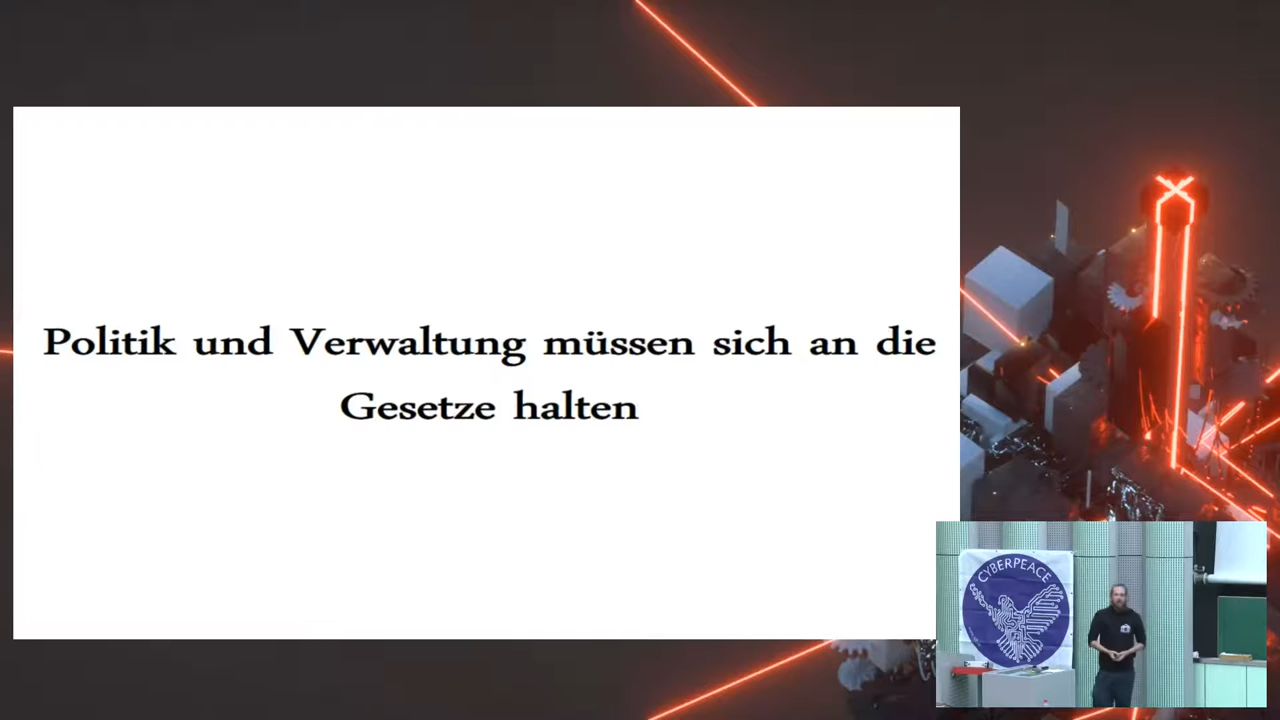 Politik und Verwaltung müssen sich an die
Gesetze halten
CYBERPEACE